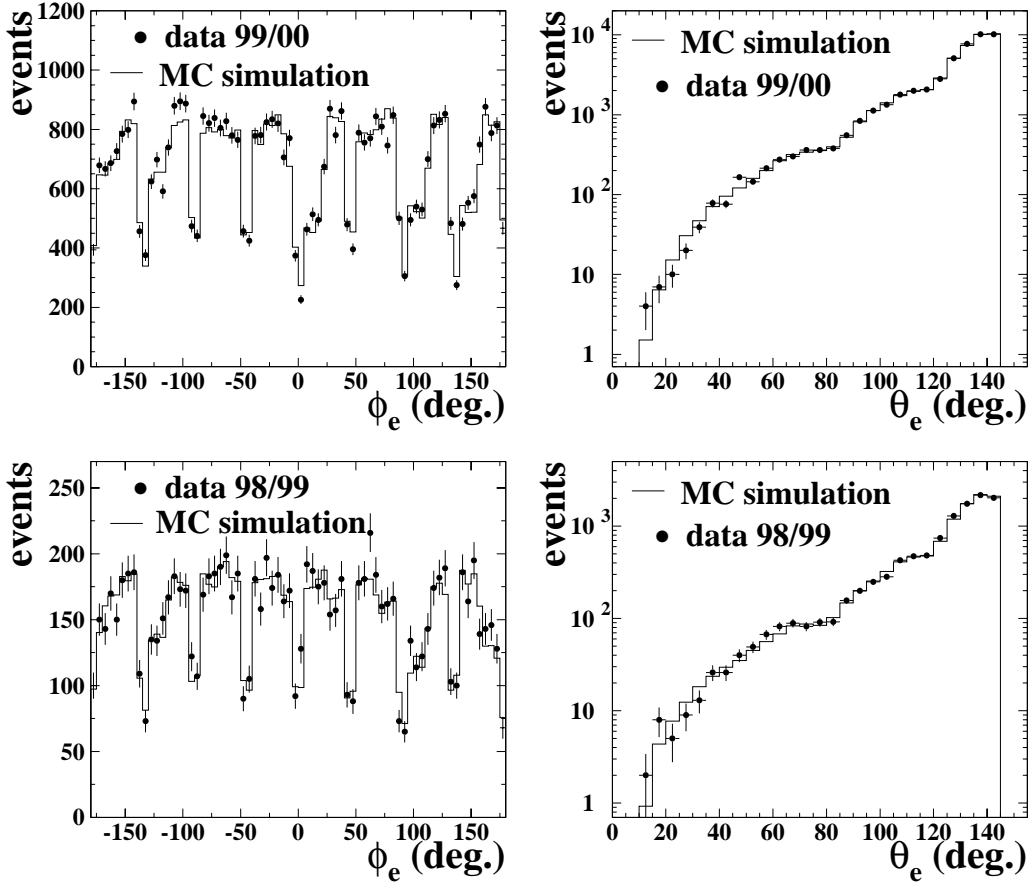 events
1200
1000
800
600
400
200
0
data 99/00
MC simulation
-150 -100 -50 0 50 100 150
ϕe (deg.)
events
10^4
10^3
10^2
10
1
MC simulation
data 99/00
0 20 40 60 80 100 120 140
θe (deg.)
events
250
200
150
100
50
0
data 98/99
MC simulation
-150 -100 -50 0 50 100 150
ϕe (deg.)
events
10^3
10^2
10
1
MC simulation
data 98/99
0 20 40 60 80 100 120 140
θe (deg.)